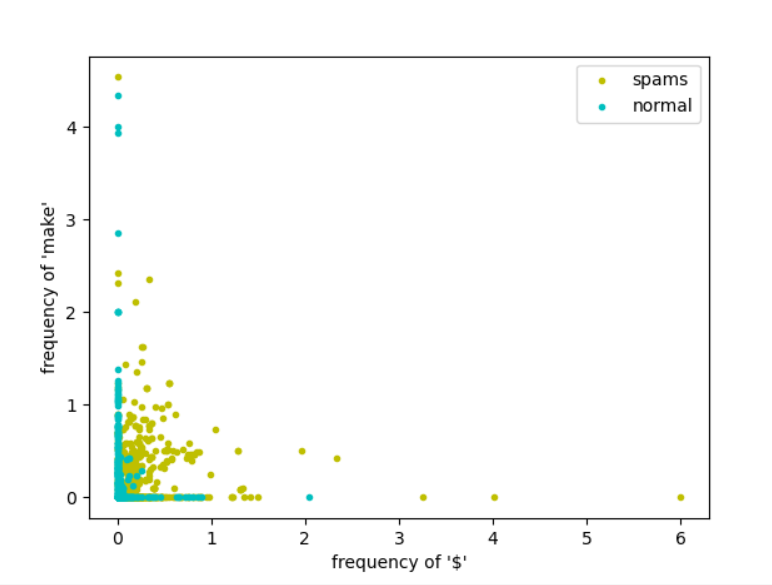 spams
normal
4
3
2
1
0
frequency of 'make'
0 1 2 3 4 5 6
frequency of '$'